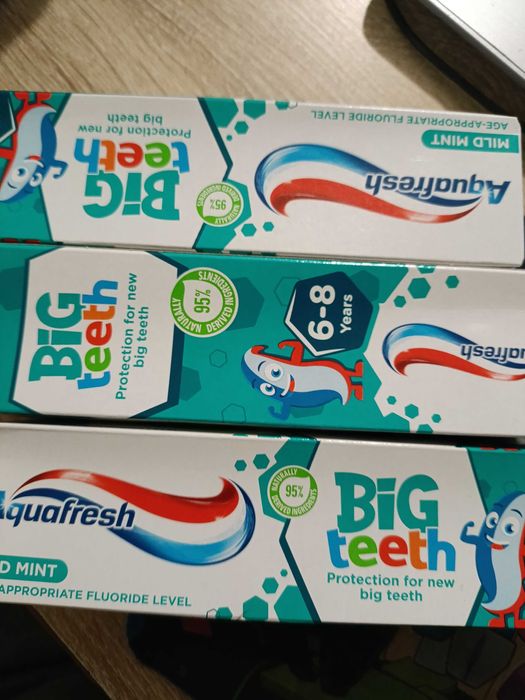 MILD MINT
AGE-APPROPRIATE FLUORIDE LEVEL
Aquafresh
95%
NATURALLY
DERIVED INGREDIENTS
BiG
teeth
Protection for new
big teeth
BiG
teeth
Protection for new
big teeth
95%
NATURALLY
DERIVED INGREDIENTS
6-8
Years
Aquafresh
Aquafresh
D MINT
APPROPRIATE FLUORIDE LEVEL
95%
NATURALLY
DERIVED INGREDIENTS
BiG
teeth
Protection for new
big teeth